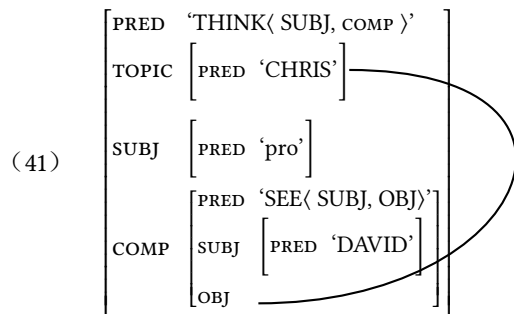 PRED ‘THINK⟨ SUBJ, COMP ⟩’
TOPIC [PRED ‘CHRIS’]
(41) SUBJ [PRED ‘pro’]
PRED ‘SEE⟨ SUBJ, OBJ⟩’
COMP SUBJ [PRED ‘DAVID’]
OBJ